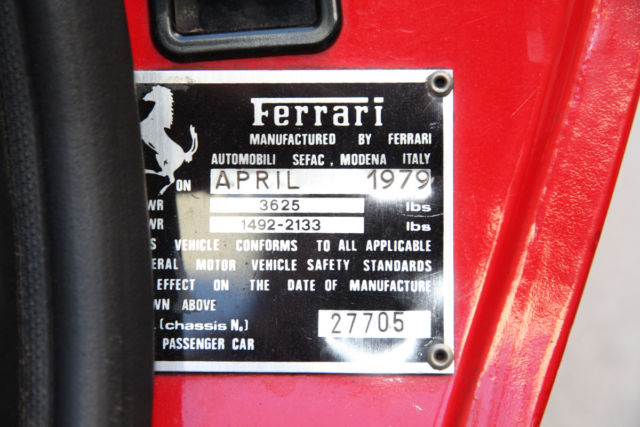 Ferrari
MANUFACTURED BY FERRARI
AUTOMOBILI SEFAC, MODENA ITALY
ON APRIL 1979
WR 3625 lbs
WR 1492-2133 lbs
S VEHICLE CONFORMS TO ALL APPLICABLE
ERAL MOTOR VEHICLE SAFETY STANDARDS
EFFECT ON THE DATE OF MANUFACTURE
WN ABOVE
. (chassis No.) 27705
PASSENGER CAR